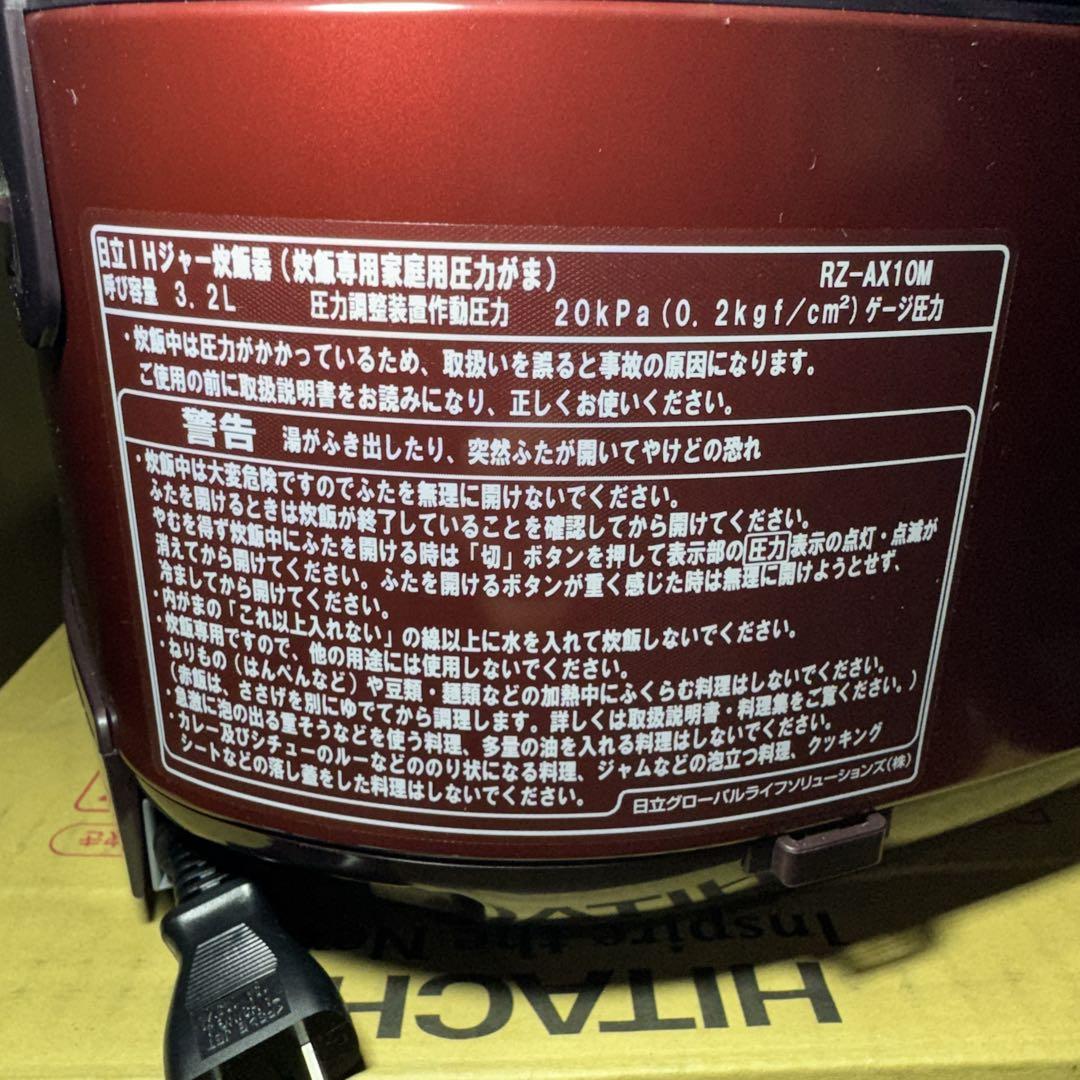 日立IHジャー炊飯器(炊飯専用家庭用圧力がま) RZ-AX10M
呼び容量 3.2L 圧力調整装置作動圧力 20kPa(0.2kgf/cm²)ゲージ圧力
・炊飯中は圧力がかかっているため、取扱いを誤ると事故の原因になります。
ご使用の前に取扱説明書をお読みになり、正しくお使いください。
警告 湯がふき出したり、突然ふたが開いてやけどの恐れ
・炊飯中は大変危険ですのでふたを無理に開けないでください。
ふたを開けるときは炊飯が終了していることを確認してから開けてください。
やむを得ず炊飯中にふたを開ける時は「切」ボタンを押して表示部の圧力表示の点灯・点滅が
消えてから開けてください。ふたを開けるボタンが重く感じた時は無理に開けようとせず、
冷ましてから開けてください。
・内がまの「これ以上入れない」の線以上に水を入れて炊飯しないでください。
・炊飯専用ですので、他の用途には使用しないでください。
・ねりもの(はんぺんなど)や豆類・麺類などの加熱中にふくらむ料理はしないでください。
(赤飯は、ささげを別にゆでてから調理します。詳しくは取扱説明書・料理集をご覧ください。)
・急激に泡の出る重そうなどを使う料理、多量の油を入れる料理はしないでください。
・カレー及びシチューのルーなどののり状になる料理、ジャムなどの泡立つ料理、クッキング
シートなどの落し蓋をした料理はしないでください。
日立グローバルライフソリューションズ(株)
HITACHI
Inspire the Ne
HITACHI